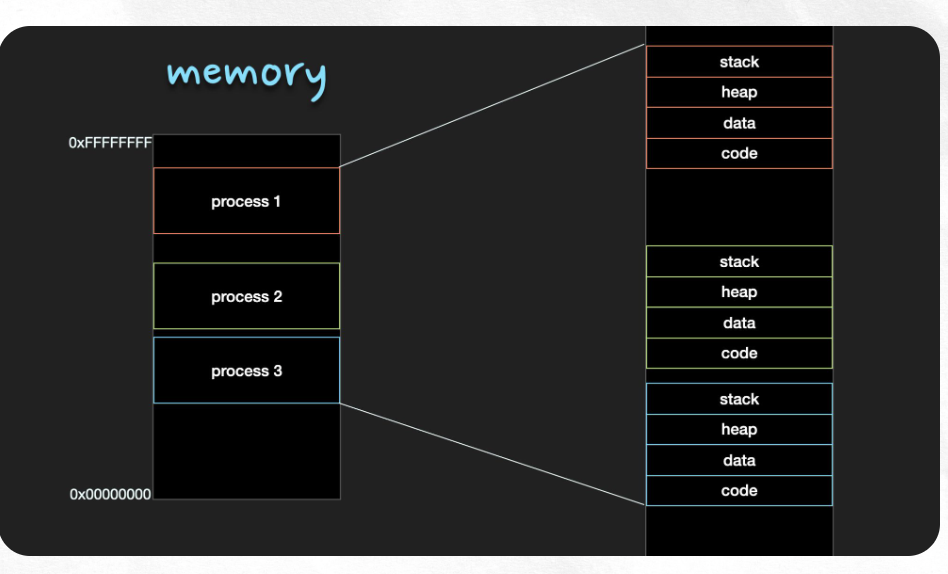 memory
0xFFFFFFFF
process 1
process 2
process 3
0x00000000
stack
heap
data
code
stack
heap
data
code
stack
heap
data
code